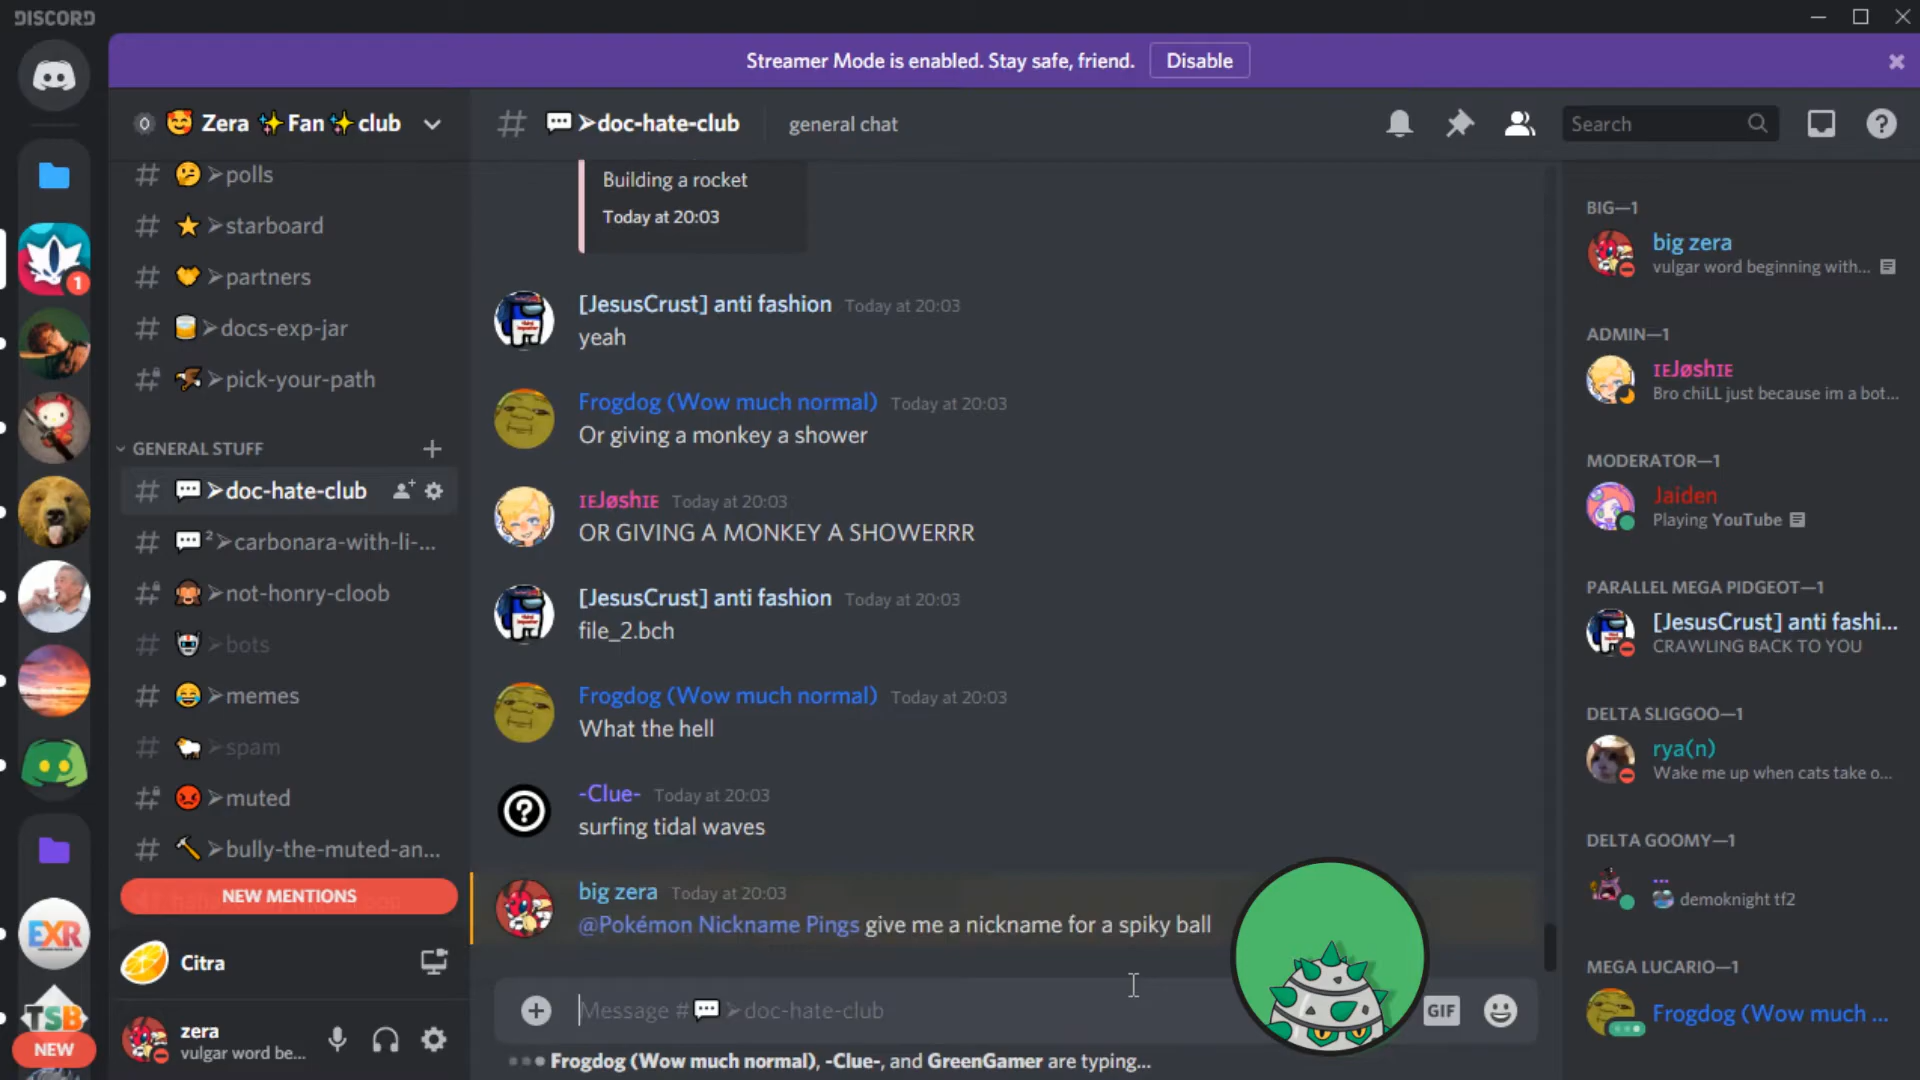 DISCORD
Streamer Mode is enabled. Stay safe, friend. Disable
Zera ✨ Fan ✨ club
➢doc-hate-club
general chat
Search
➢polls
➢starboard
➢partners
➢docs-exp-jar
➢pick-your-path
GENERAL STUFF
➢doc-hate-club
²➢carbonara-with-li-...
➢not-honry-cloob
➢bots
➢memes
➢spam
➢muted
➢bully-the-muted-an...
NEW MENTIONS
Citra
zera
vulgar word be...
1
EXR
TSB
NEW
Building a rocket
Today at 20:03
[JesusCrust] anti fashion Today at 20:03
yeah
Frogdog (Wow much normal) Today at 20:03
Or giving a monkey a shower
ɪᴇJøshɪᴇ Today at 20:03
OR GIVING A MONKEY A SHOWERRR
[JesusCrust] anti fashion Today at 20:03
file_2.bch
Frogdog (Wow much normal) Today at 20:03
What the hell
-Clue- Today at 20:03
surfing tidal waves
big zera Today at 20:03
@Pokémon Nickname Pings give me a nickname for a spiky ball
Message #💬➢doc-hate-club
GIF
Frogdog (Wow much normal), -Clue-, and GreenGamer are typing...
BIG—1
big zera
vulgar word beginning with...
ADMIN—1
ɪᴇJøshɪᴇ
Bro chiLL just because im a bot...
MODERATOR—1
Jaiden
Playing YouTube
PARALLEL MEGA PIDGEOT—1
[JesusCrust] anti fashi...
CRAWLING BACK TO YOU
DELTA SLIGGOO—1
rya(n)
Wake me up when cats take o...
DELTA GOOMY—1
...
demoknight tf2
MEGA LUCARIO—1
Frogdog (Wow much ...